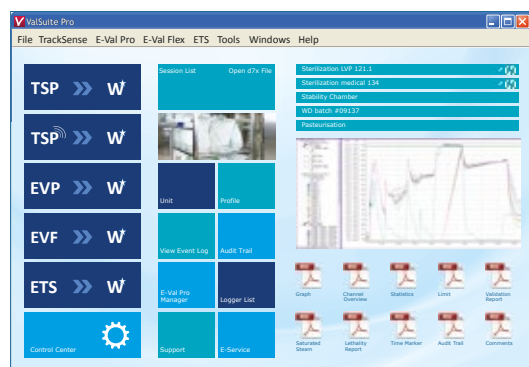 ValSuite Pro
File TrackSense E-Val Pro E-Val Flex ETS Tools Windows Help
TSP W
Session List Open d7x File
Sterilization LVP 121.1
Sterilization medical 134
Stability Chamber
WD batch #09137
Pasteurisation
TSP W
EVP W
Unit
Profile
EVF W
View Event Log
Audit Trail
ETS W
E-Val Pro
Manager
Logger List
Control Center
Support
E-Service
Graph
Channel
Overview
Statistics
Limit
Validation
Report
Saturated
Steam
Lethality
Report
Time Marker
Audit Trail
Comments